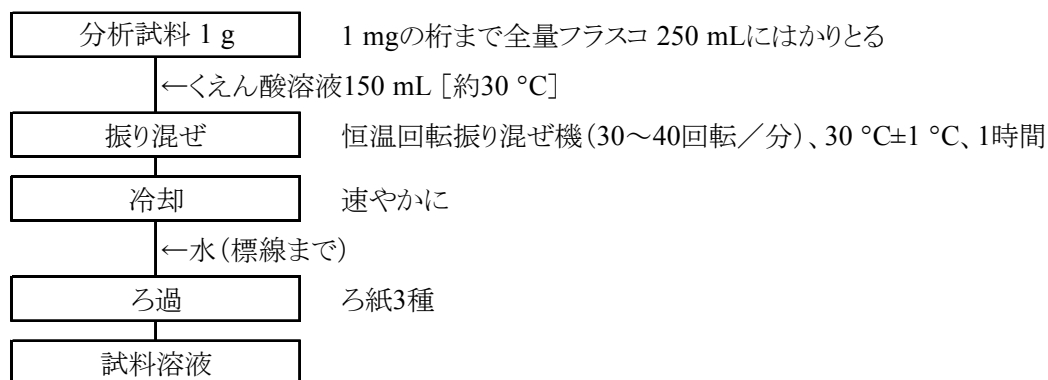 分析試料 1 g　1 mgの桁まで全量フラスコ 250 mLにはかりとる
←くえん酸溶液150 mL［約30 °C］
振り混ぜ　恒温回転振り混ぜ機（30～40回転／分）、30 °C±1 °C、1時間
冷却　速やかに
←水（標線まで）
ろ過　ろ紙3種
試料溶液